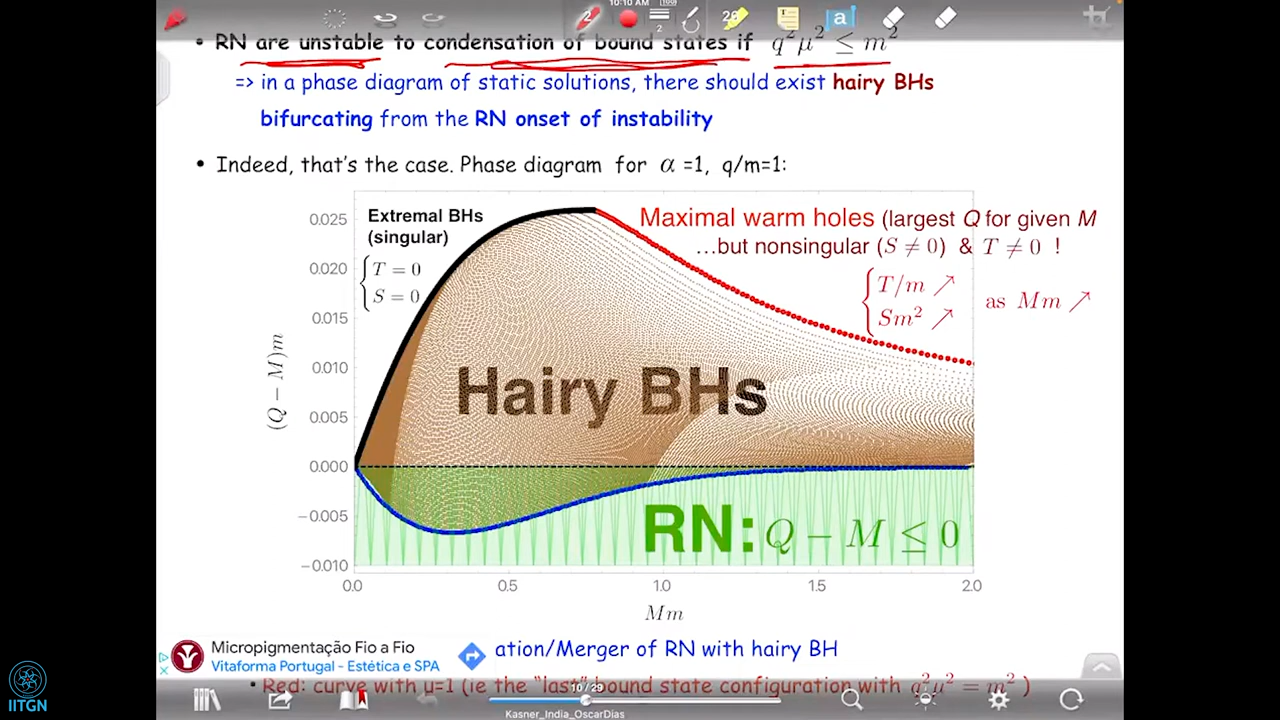 10:10 AM
• RN are unstable to condensation of bound states if q²μ² ≤ m²
=> in a phase diagram of static solutions, there should exist hairy BHs
bifurcating from the RN onset of instability
• Indeed, that's the case. Phase diagram for α =1, q/m=1:
Extremal BHs
(singular)
T = 0
S = 0
Maximal warm holes (largest Q for given M
...but nonsingular (S ≠ 0) & T ≠ 0 !
T/m ↗
Sm² ↗
as Mm ↗
(Q − M)m
0.025
0.020
0.015
0.010
0.005
0.000
−0.005
−0.010
Hairy BHs
RN: Q − M ≤ 0
0.0 0.5 1.0 1.5 2.0
Mm
Micropigmentação Fio a Fio
Vitaforma Portugal - Estética e SPA
ation/Merger of RN with hairy BH
• Red: curve with μ=1 (ie the “last” bound state configuration with q²μ² = m² )
10/29
Kasner_India_OscarDias
IITGN